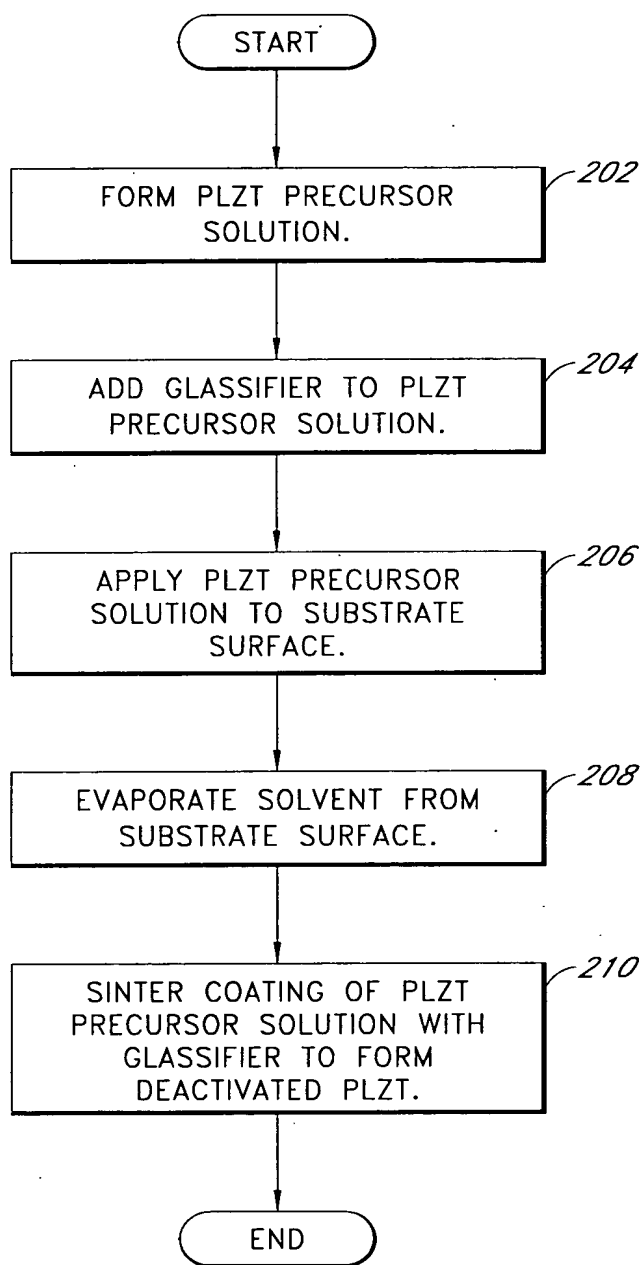 START
202
FORM PLZT PRECURSOR
SOLUTION.
204
ADD GLASSIFIER TO PLZT
PRECURSOR SOLUTION.
206
APPLY PLZT PRECURSOR
SOLUTION TO SUBSTRATE
SURFACE.
208
EVAPORATE SOLVENT FROM
SUBSTRATE SURFACE.
210
SINTER COATING OF PLZT
PRECURSOR SOLUTION WITH
GLASSIFIER TO FORM
DEACTIVATED PLZT.
END